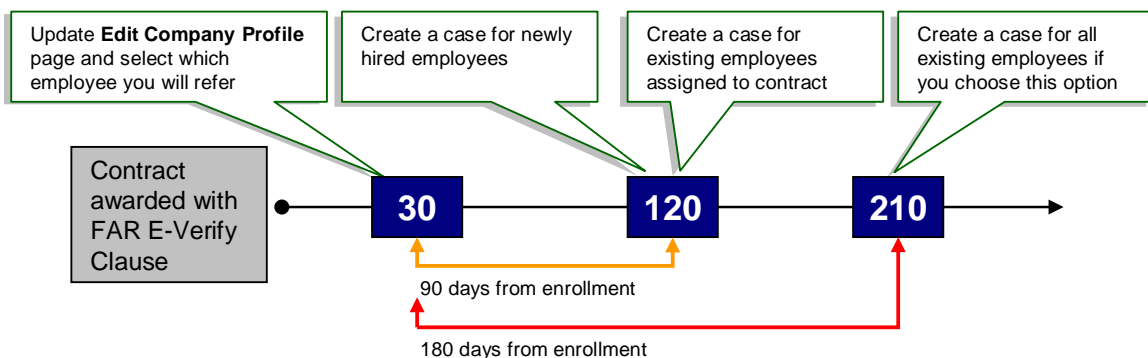 Update Edit Company Profile
page and select which
employee you will refer
Create a case for newly
hired employees
Create a case for
existing employees
assigned to contract
Create a case for all
existing employees if
you choose this option
Contract
awarded with
FAR E-Verify
Clause
30
120
210
90 days from enrollment
180 days from enrollment